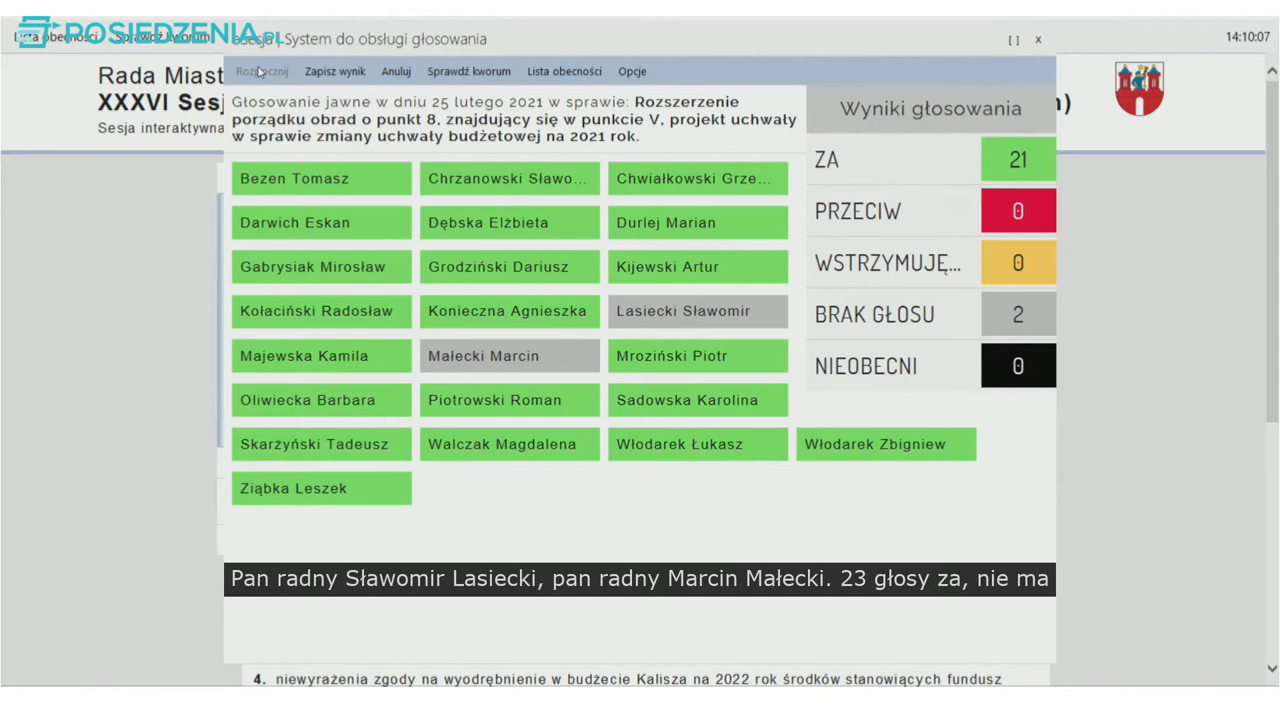 POSIEDZENIA.PL
Lista obecności Sprawdź kworum
eSesja | System do obsługi głosowania
[ ] x
14:10:07
Rozpocznij Zapisz wynik Anuluj Sprawdź kworum Lista obecności Opcje
Rada Miast
XXXVI Sesj
)
Sesja interaktywna
Głosowanie jawne w dniu 25 lutego 2021 w sprawie: Rozszerzenie
porządku obrad o punkt 8, znajdujący się w punkcie V, projekt uchwały
w sprawie zmiany uchwały budżetowej na 2021 rok.
Wyniki głosowania
ZA 21
PRZECIW 0
WSTRZYMUJĘ... 0
BRAK GŁOSU 2
NIEOBECNI 0
Bezen Tomasz Chrzanowski Sławo... Chwiałkowski Grze...
Darwich Eskan Dębska Elżbieta Durlej Marian
Gabrysiak Mirosław Grodziński Dariusz Kijewski Artur
Kołaciński Radosław Konieczna Agnieszka Lasiecki Sławomir
Majewska Kamila Małecki Marcin Mroziński Piotr
Oliwiecka Barbara Piotrowski Roman Sadowska Karolina
Skarżyński Tadeusz Walczak Magdalena Włodarek Łukasz Włodarek Zbigniew
Ziąbka Leszek
Pan radny Sławomir Lasiecki, pan radny Marcin Małecki. 23 głosy za, nie ma
4. niewyrażenia zgody na wyodrębnienie w budżecie Kalisza na 2022 rok środków stanowiących fundusz